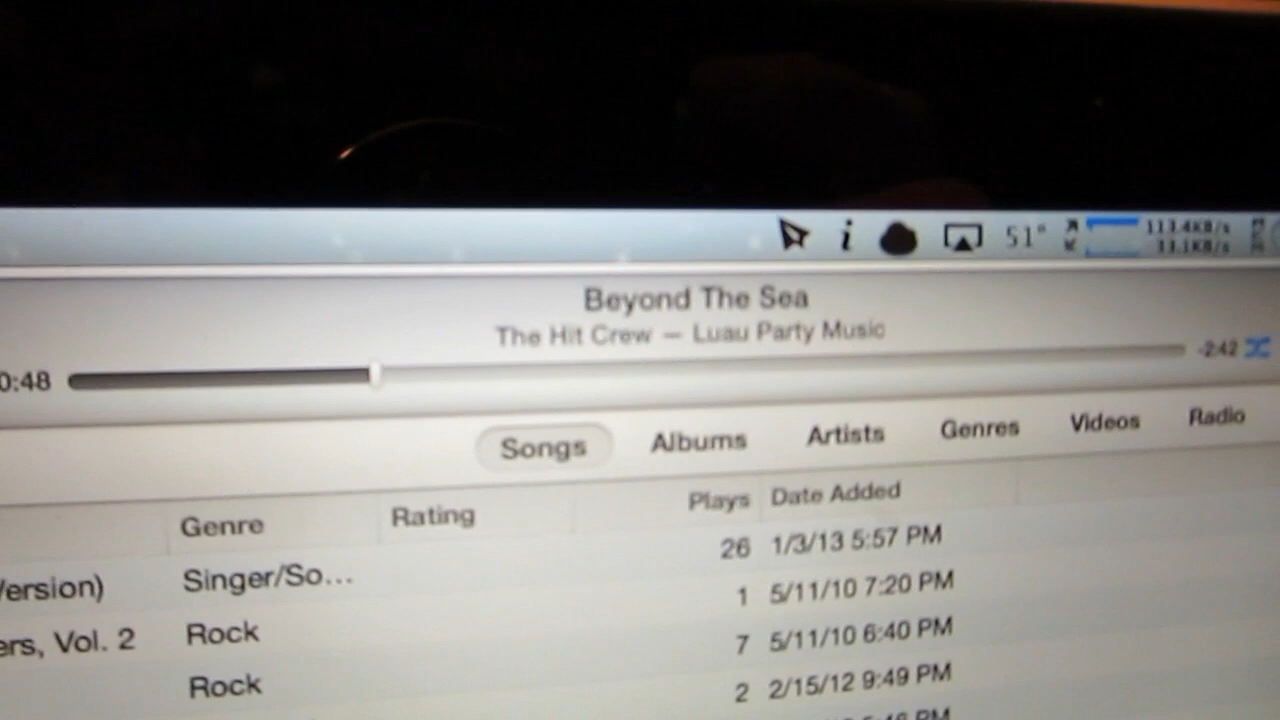 i 51° 113.4KB/s
Beyond The Sea
The Hit Crew — Luau Party Music
0:48 -2:42
Songs Albums Artists Genres Videos Radio
Genre Rating Plays Date Added
26 1/3/13 5:57 PM
Version) Singer/So... 1 5/11/10 7:20 PM
ers, Vol. 2 Rock 7 5/11/10 6:40 PM
Rock 2 2/15/12 9:49 PM
PM